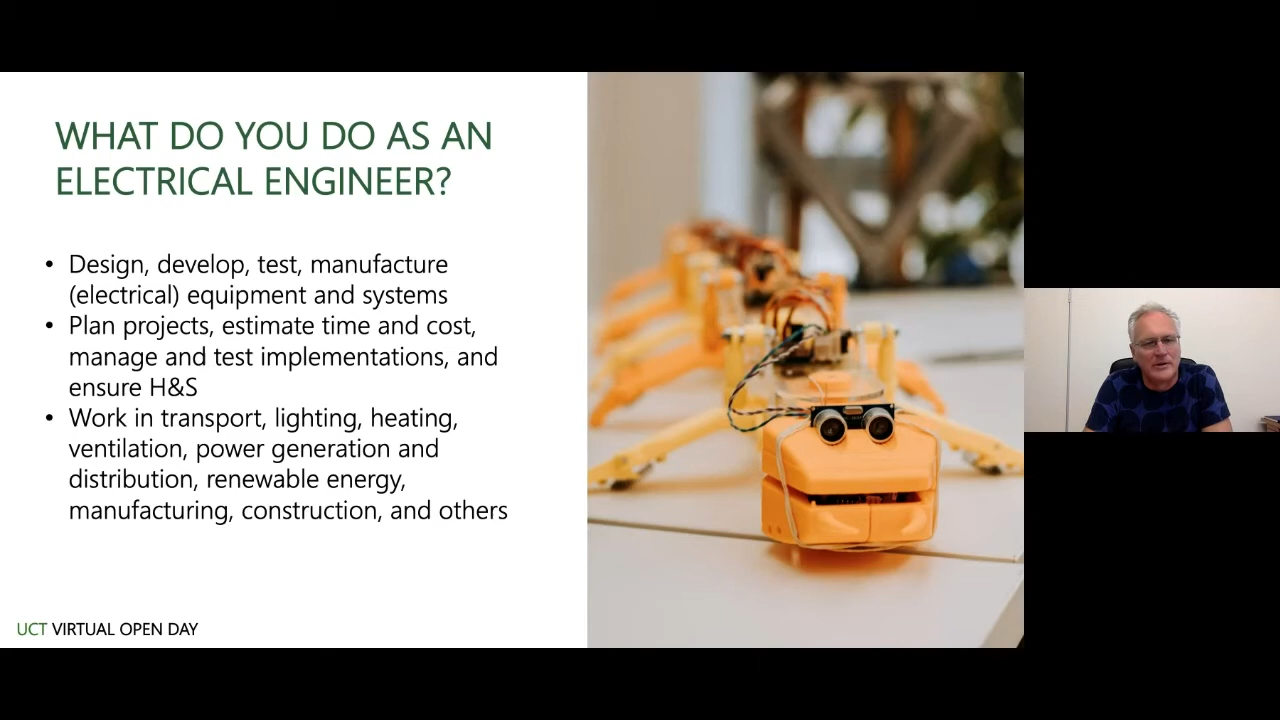 WHAT DO YOU DO AS AN
ELECTRICAL ENGINEER?
• Design, develop, test, manufacture
(electrical) equipment and systems
• Plan projects, estimate time and cost,
manage and test implementations, and
ensure H&S
• Work in transport, lighting, heating,
ventilation, power generation and
distribution, renewable energy,
manufacturing, construction, and others
UCT VIRTUAL OPEN DAY